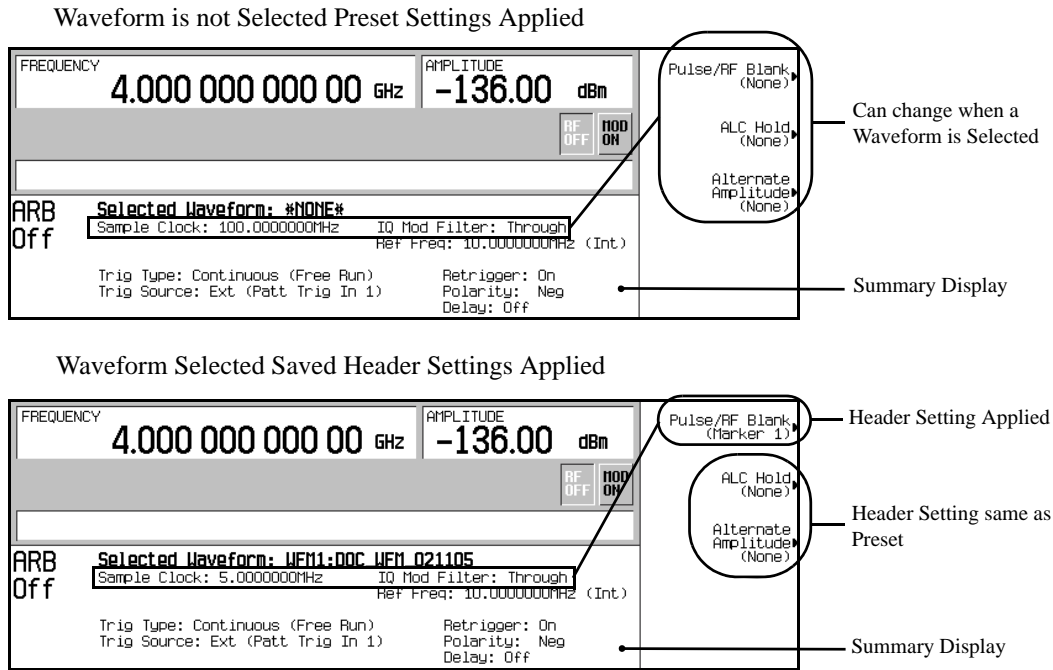 Waveform is not Selected Preset Settings Applied
FREQUENCY
4.000 000 000 00 GHz
AMPLITUDE
-136.00 dBm
RF OFF
MOD ON
Pulse/RF Blank
(None)
ALC Hold
(None)
Alternate
Amplitude
(None)
Can change when a
Waveform is Selected
ARB
Off
Selected Waveform: *NONE*
Sample Clock: 100.0000000MHz IQ Mod Filter: Through
Ref Freq: 10.0000000MHz (Int)
Trig Type: Continuous (Free Run) Retrigger: On
Trig Source: Ext (Patt Trig In 1) Polarity: Neg
Delay: Off
Summary Display
Waveform Selected Saved Header Settings Applied
FREQUENCY
4.000 000 000 00 GHz
AMPLITUDE
-136.00 dBm
RF OFF
MOD ON
Pulse/RF Blank
(Marker 1)
Header Setting Applied
ALC Hold
(None)
Alternate
Amplitude
(None)
Header Setting same as
Preset
ARB
Off
Selected Waveform: WFM1:DOC_WFM_021105
Sample Clock: 5.0000000MHz IQ Mod Filter: Through
Ref Freq: 10.0000000MHz (Int)
Trig Type: Continuous (Free Run) Retrigger: On
Trig Source: Ext (Patt Trig In 1) Polarity: Neg
Delay: Off
Summary Display